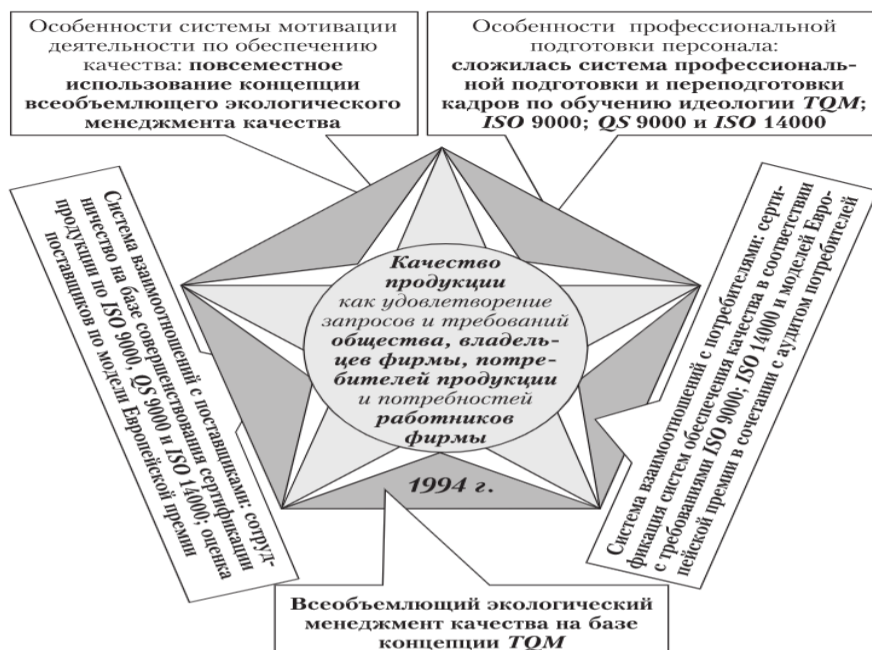 Особенности системы мотивации
деятельности по обеспечению
качества: повсеместное
использование концепции
всеобъемлющего экологического
менеджмента качества
Особенности профессиональной
подготовки персонала:
сложилась система профессиональ-
ной подготовки и переподготовки
кадров по обучению идеологии TQM;
ISO 9000; QS 9000 и ISO 14000
Система взаимоотношений с поставщиками: сотруд-
ничество на базе совершенствования сертификации
продукции по ISO 9000, QS 9000 и ISO 14000; оценка
поставщиков по модели Европейской премии
Качество
продукции
как удовлетворение
запросов и требований
общества, владель-
цев фирмы, потре-
бителей продукции
и потребностей
работников
фирмы
Система взаимоотношений с потребителями: серти-
фикация систем обеспечения качества в соответствии
с требованиями ISO 9000; ISO 14000 и моделей Евро-
пейской премии в сочетании с аудитом потребителей
1994 г.
Всеобъемлющий экологический
менеджмент качества на базе
концепции TQM